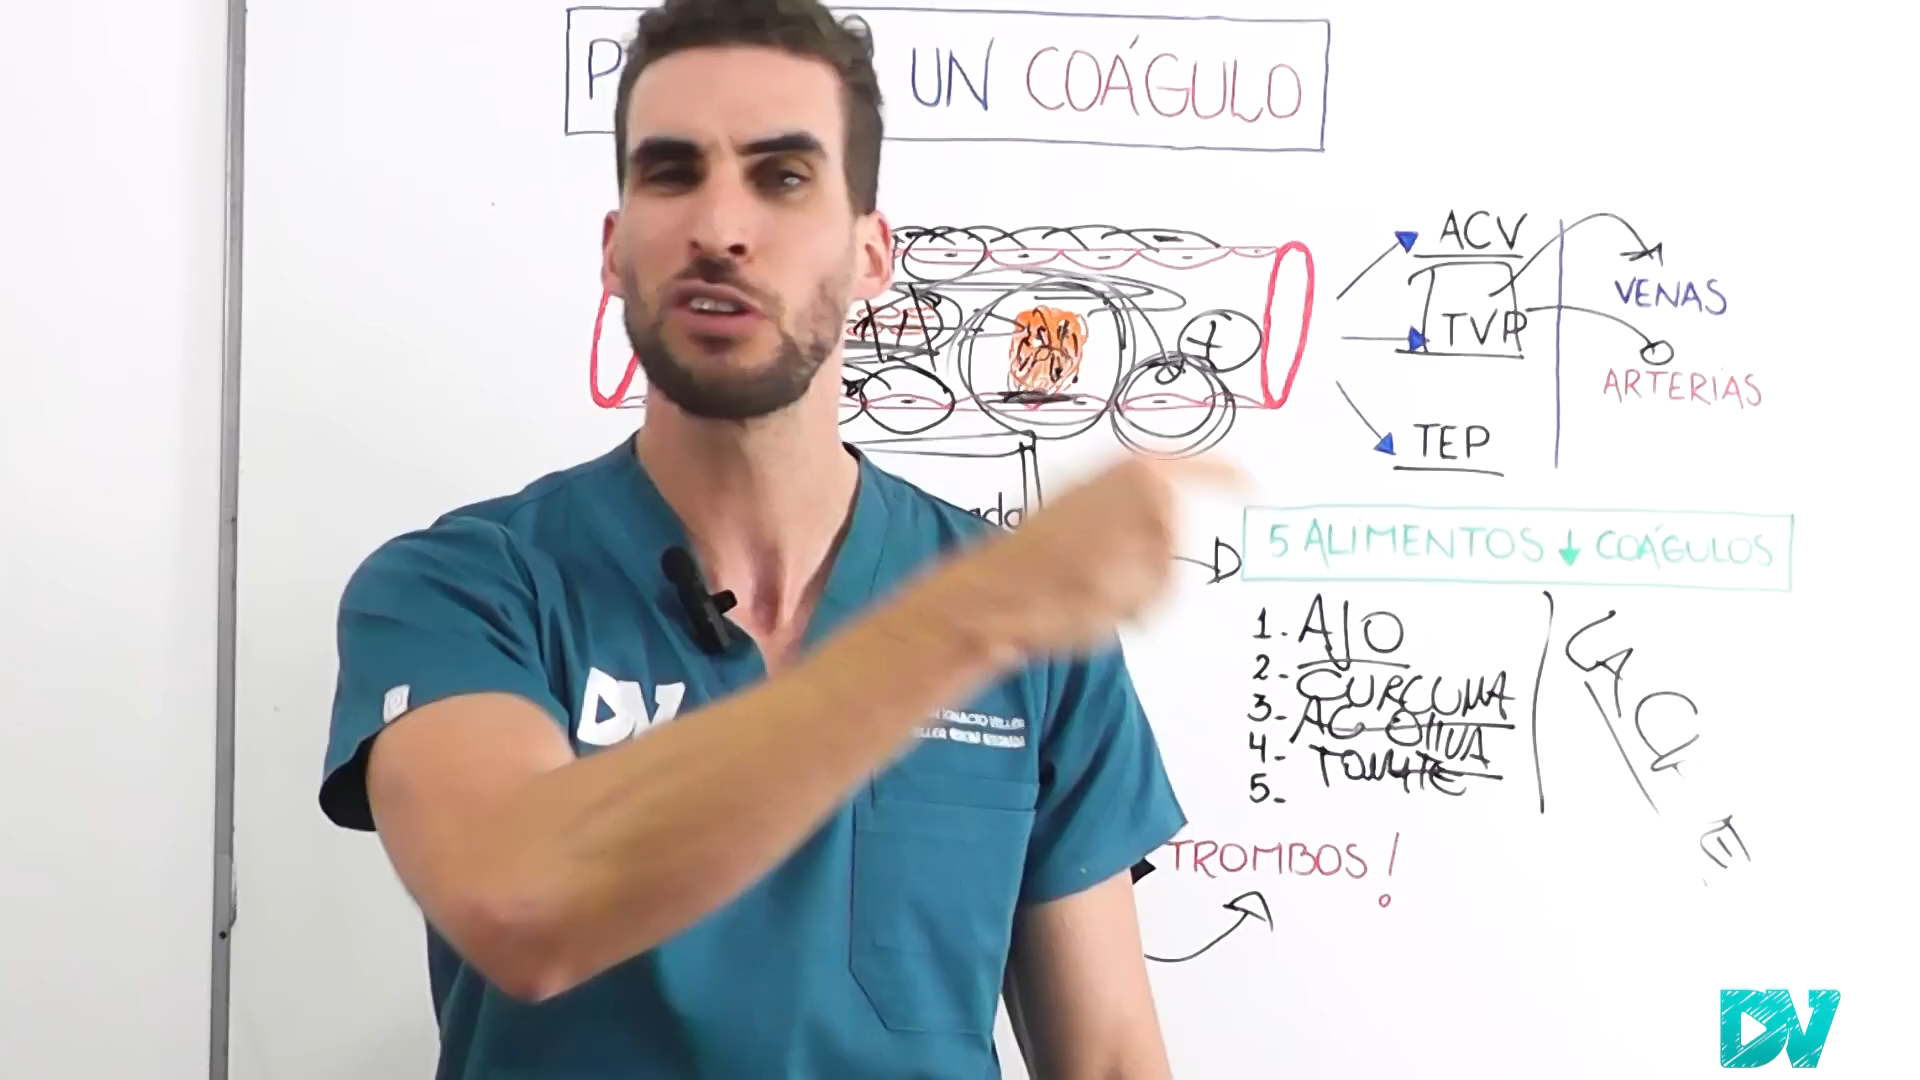 UN COÁGULO
ACV
TVP
TEP
VENAS
ARTERIAS
5 ALIMENTOS ↓ COÁGULOS
1. AJO
2. CURCUMA
3. AC OlIVA
4. TOMATE
5.
TROMBOS!
DV
DV